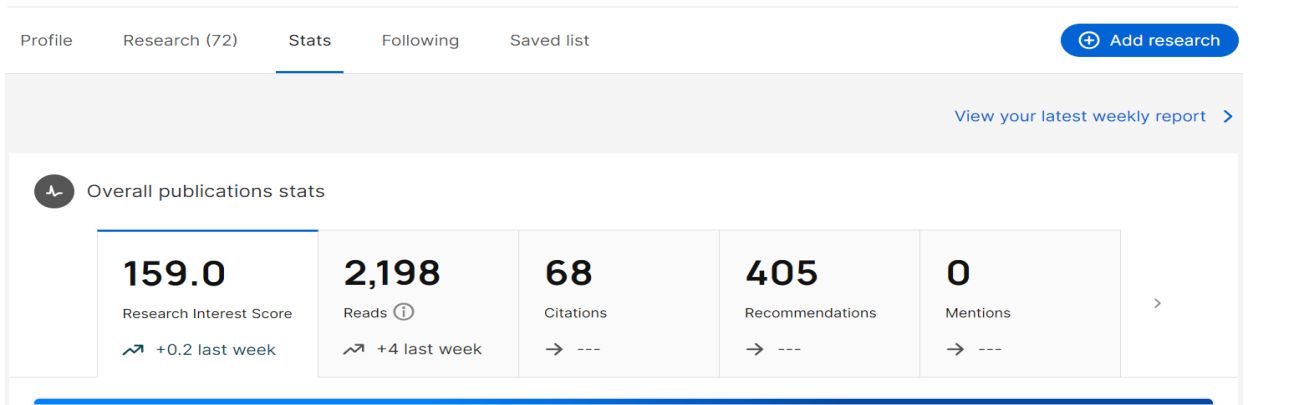 Profile Research (72) Stats Following Saved list Add research
View your latest weekly report
Overall publications stats
159.0 2,198 68 405 0
Research Interest Score Reads Citations Recommendations Mentions
+0.2 last week +4 last week --- --- ---